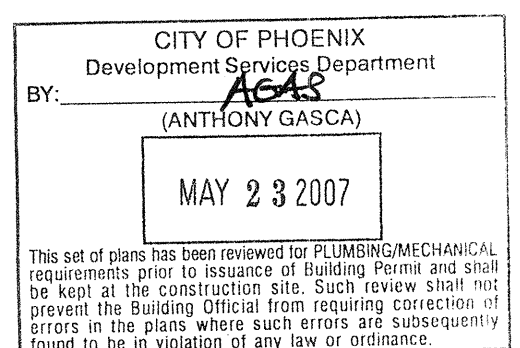 CITY OF PHOENIX
Development Services Department
BY: AGAS
(ANTHONY GASCA)
MAY 23 2007
This set of plans has been reviewed for PLUMBING/MECHANICAL
requirements prior to issuance of Building Permit and shall
be kept at the construction site. Such review shall not
prevent the Building Official from requiring correction of
errors in the plans where such errors are subsequently
found to be in violation of any law or ordinance.